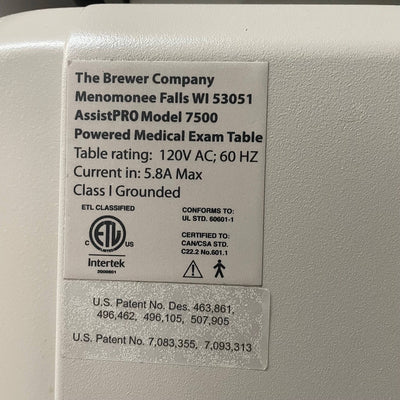 The Brewer Company
Menomonee Falls WI 53051
AssistPRO Model 7500
Powered Medical Exam Table
Table rating: 120V AC; 60 HZ
Current in: 5.8A Max
Class I Grounded
ETL CLASSIFIED
C ETL US
Intertek
2000801
CONFORMS TO:
UL STD. 60601-1
CERTIFIED TO:
CAN/CSA STD.
C22.2 No.601.1
U.S. Patent No. Des. 463,861,
496,462, 496,105, 507,905
U.S. Patent No. 7,083,355, 7,093,313